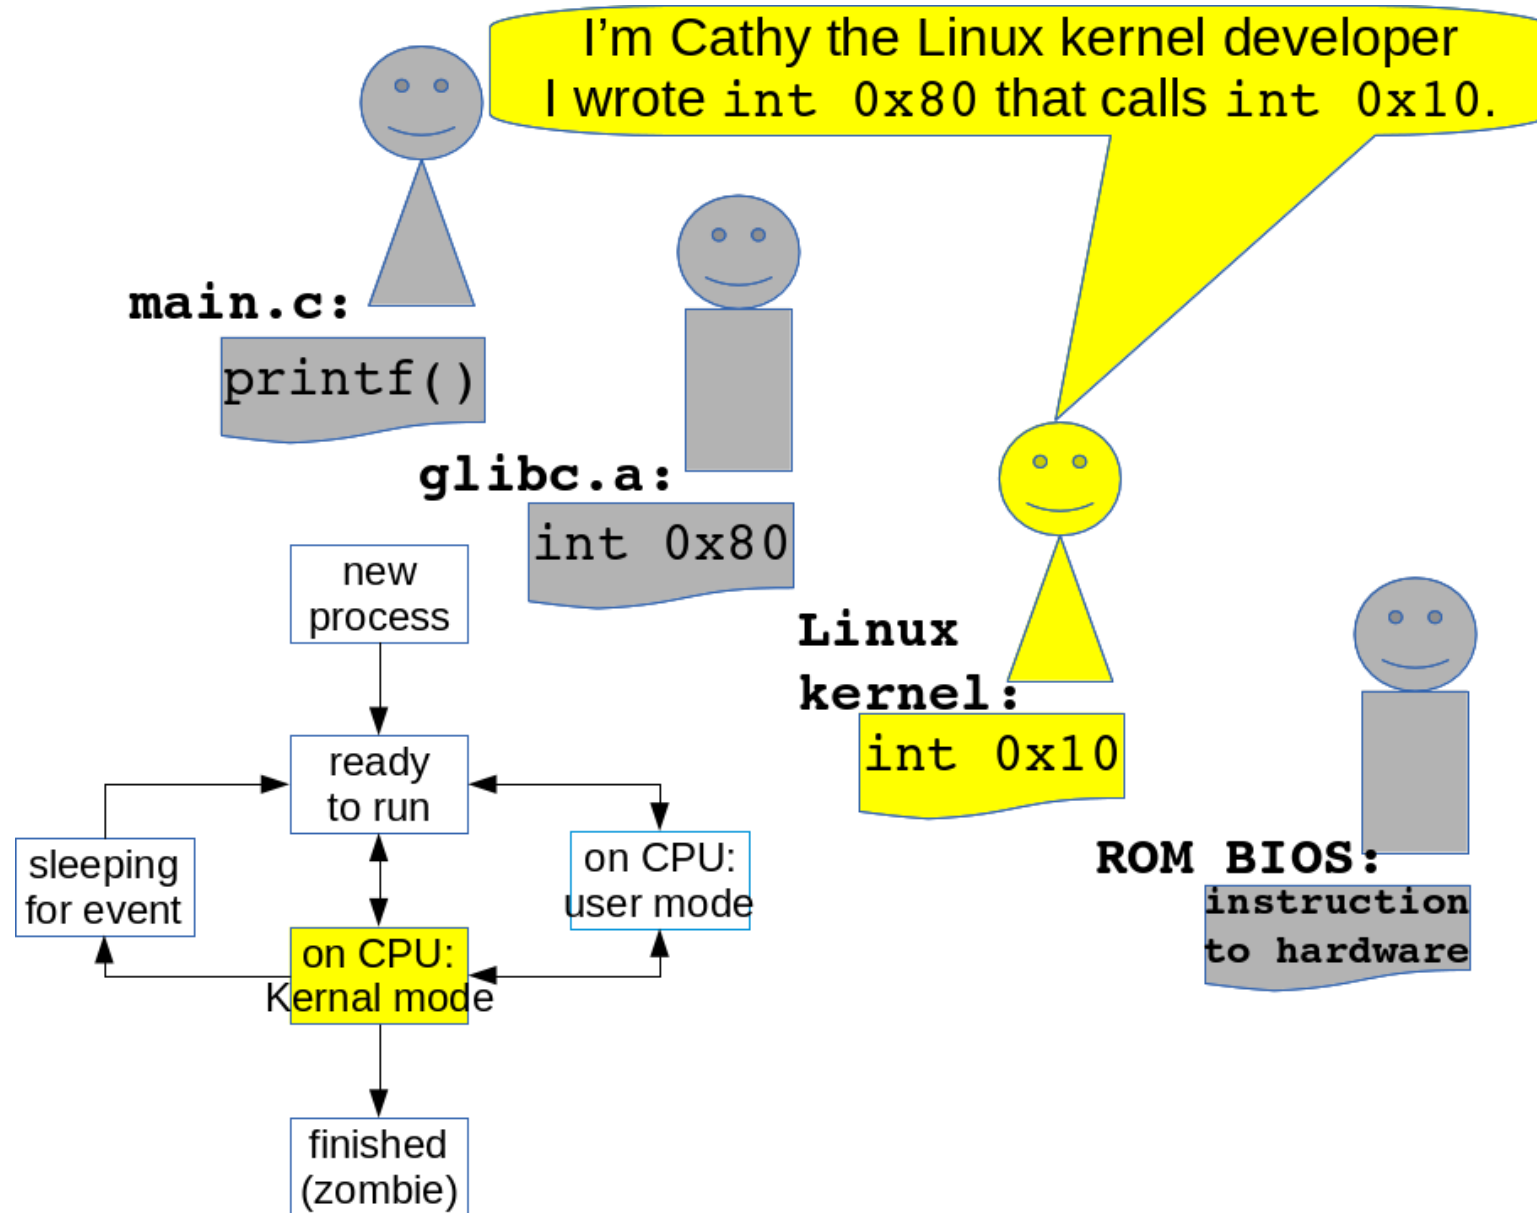 I’m Cathy the Linux kernel developer
I wrote int 0x80 that calls int 0x10.
main.c:
printf()
glibc.a:
int 0x80
Linux
kernel:
int 0x10
ROM BIOS:
instruction
to hardware
new
process
ready
to run
sleeping
for event
on CPU:
user mode
on CPU:
Kernal mode
finished
(zombie)